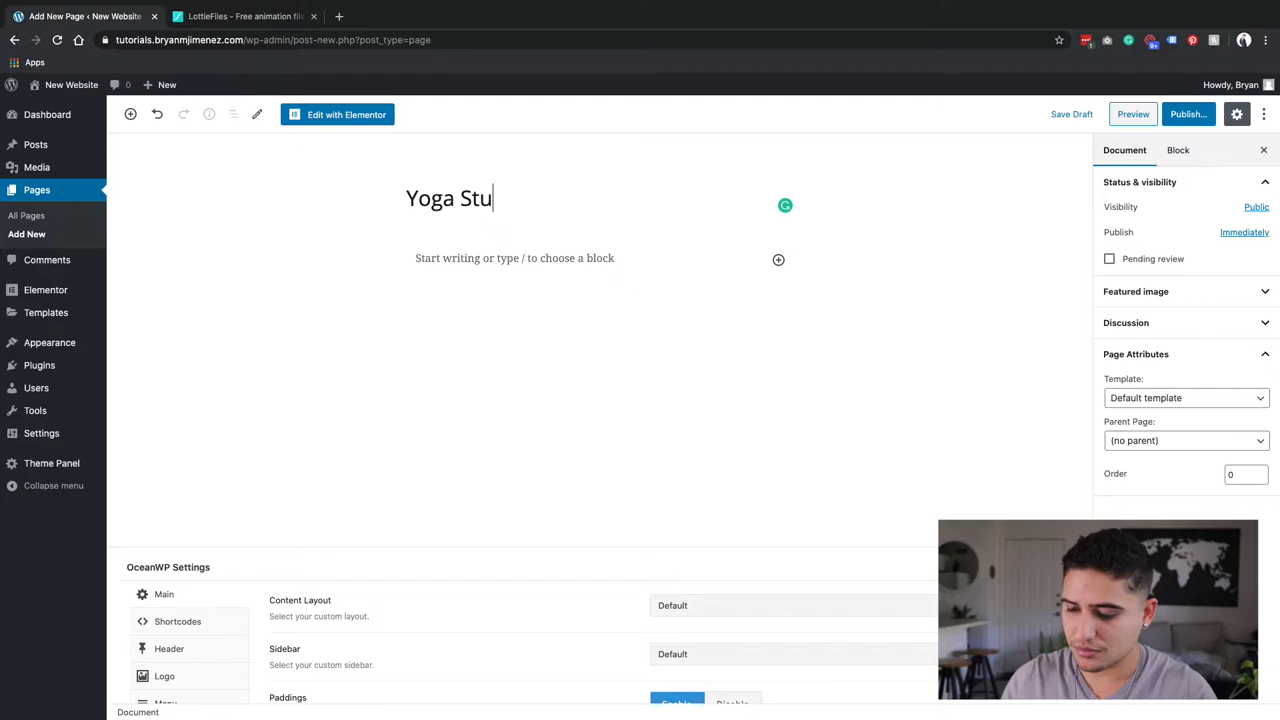 Add New Page ‹ New Website
LottieFiles - Free animation file
tutorials.bryanmjimenez.com/wp-admin/post-new.php?post_type=page
1
9+
Apps
New Website
0
New
Howdy, Bryan
Dashboard
Edit with Elementor
Save Draft
Preview
Publish...
Posts
Media
Pages
All Pages
Add New
Comments
Elementor
Templates
Appearance
Plugins
Users
Tools
Settings
Theme Panel
Collapse menu
Yoga Stu
Start writing or type / to choose a block
Document
Block
Status & visibility
Visibility
Public
Publish
Immediately
Pending review
Featured image
Discussion
Page Attributes
Template:
Default template
Parent Page:
(no parent)
Order
0
OceanWP Settings
Main
Shortcodes
Header
Logo
Menu
Content Layout
Select your custom layout.
Default
Sidebar
Select your custom sidebar.
Default
Paddings
Enable
Disable
Document